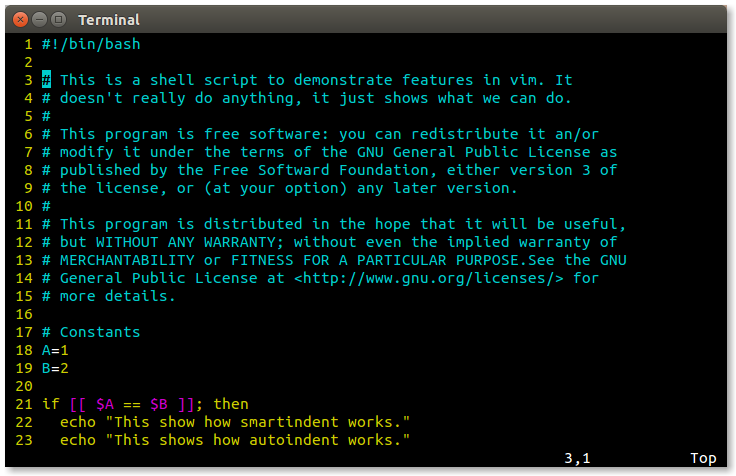 Terminal
1 #!/bin/bash
2
3 # This is a shell script to demonstrate features in vim. It
4 # doesn't really do anything, it just shows what we can do.
5 #
6 # This program is free software: you can redistribute it an/or
7 # modify it under the terms of the GNU General Public License as
8 # published by the Free Softward Foundation, either version 3 of
9 # the license, or (at your option) any later version.
10 #
11 # This program is distributed in the hope that it will be useful,
12 # but WITHOUT ANY WARRANTY; without even the implied warranty of
13 # MERCHANTABILITY or FITNESS FOR A PARTICULAR PURPOSE.See the GNU
14 # General Public License at <http://www.gnu.org/licenses/> for
15 # more details.
16
17 # Constants
18 A=1
19 B=2
20
21 if [[ $A == $B ]]; then
22   echo "This show how smartindent works."
23   echo "This shows how autoindent works."
3,1 Top